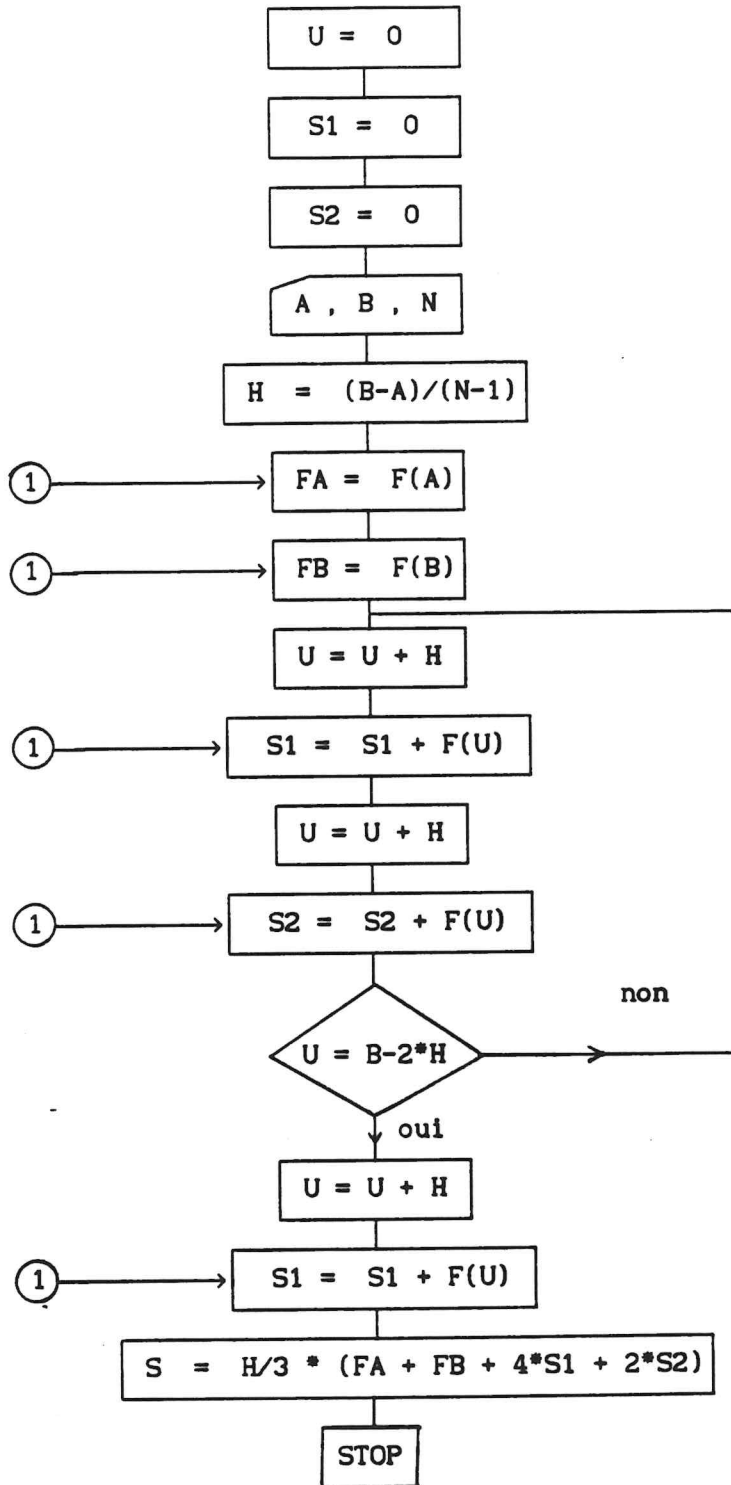 U = 0
S1 = 0
S2 = 0
A , B , N
H = (B-A)/(N-1)
1
FA = F(A)
1
FB = F(B)
U = U + H
1
S1 = S1 + F(U)
U = U + H
1
S2 = S2 + F(U)
non
U = B-2*H
oui
U = U + H
1
S1 = S1 + F(U)
S = H/3 * (FA + FB + 4*S1 + 2*S2)
STOP